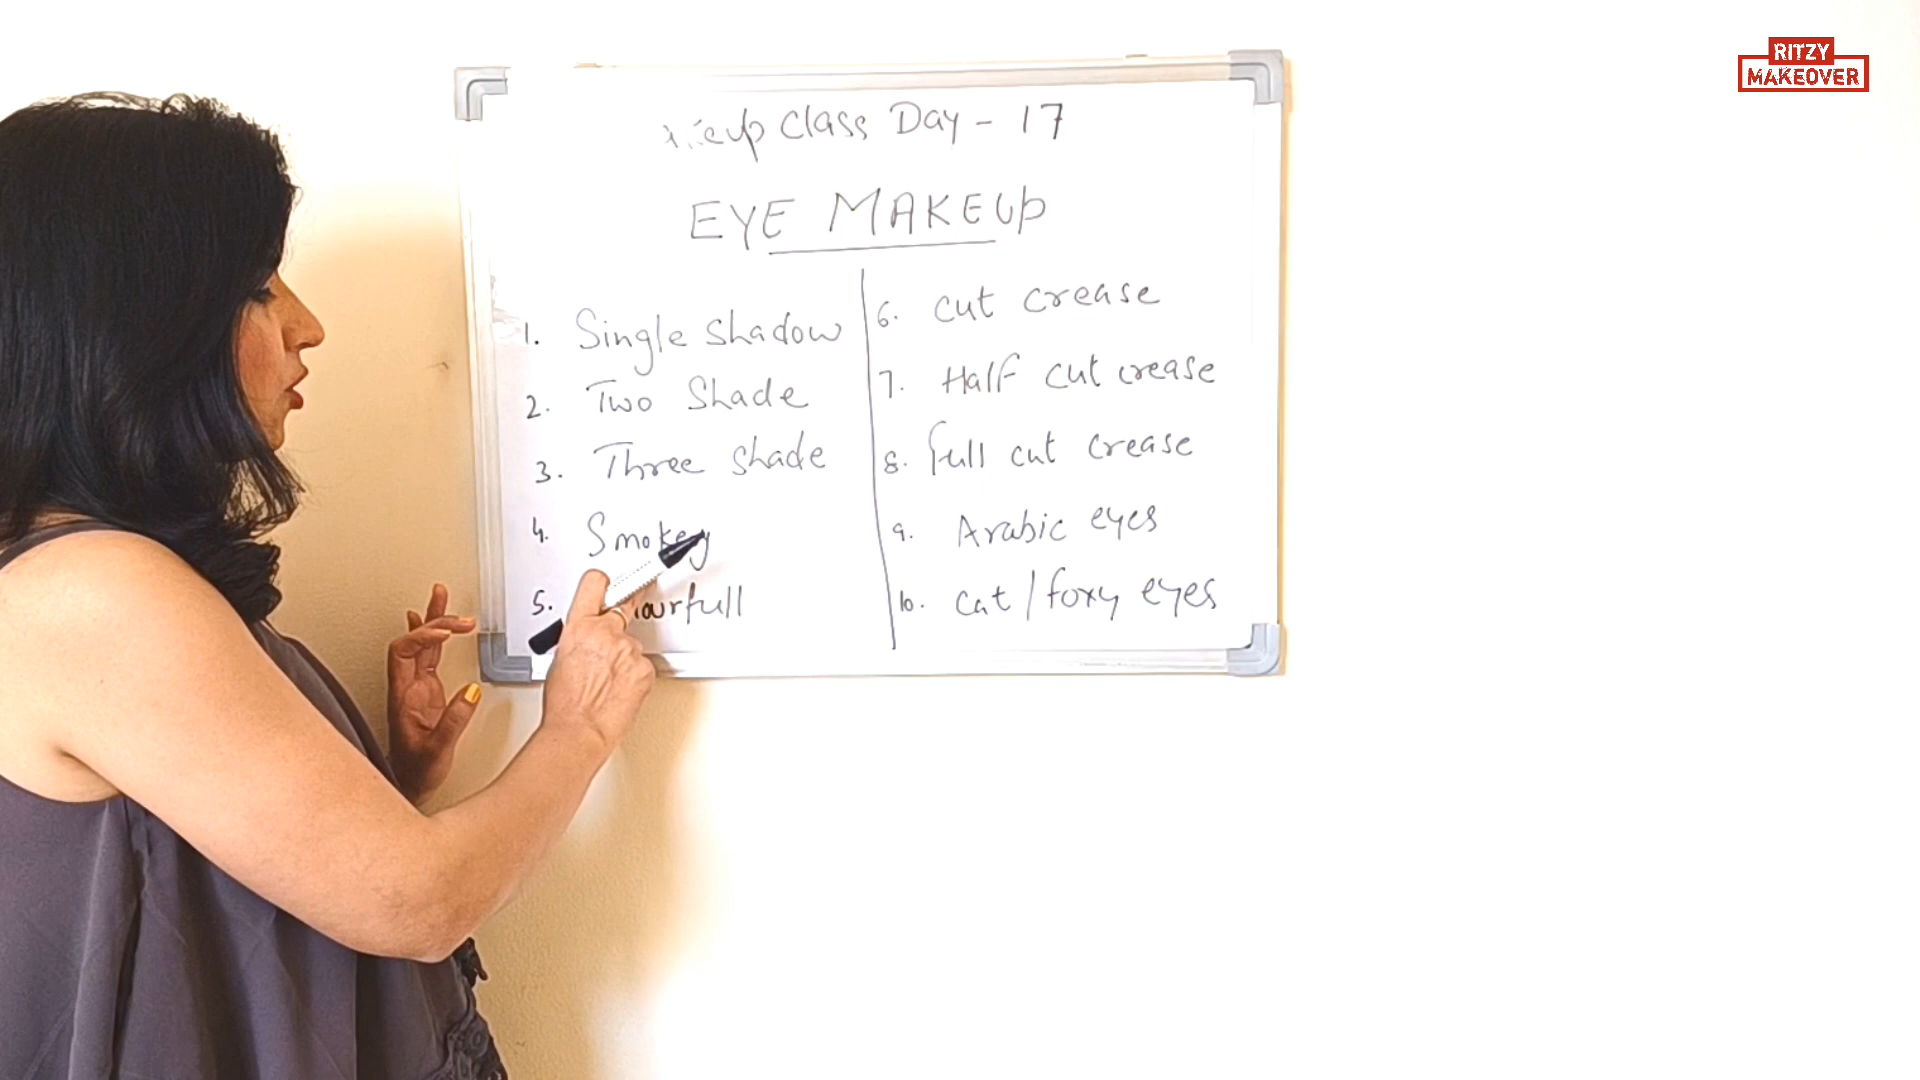 RITZY
MAKEOVER
Class Day - 17
EYE MAKEUp
1. Single shadow
2. Two Shade
3. Three shade
4. Smokey
5.
6. cut crease
7. Half cut crease
8. Full cut crease
9. Arabic eyes
10. cat / foxy eyes